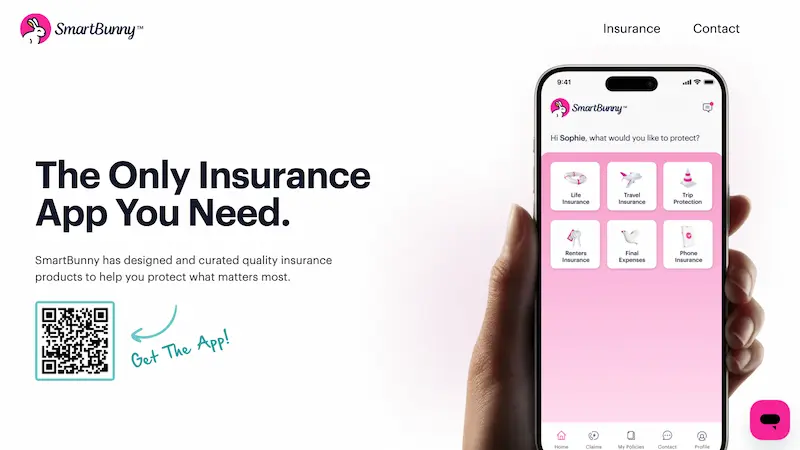 SmartBunny™
Insurance
Contact
The Only Insurance
App You Need.
SmartBunny has designed and curated quality insurance
products to help you protect what matters most.
Get The App!
9:41
SmartBunny™
Hi Sophie, what would you like to protect?
Life
Insurance
Travel
Insurance
Trip
Protection
Renters
Insurance
Final
Expenses
Phone
Insurance
Home
Claims
My Policies
Contact
Profile